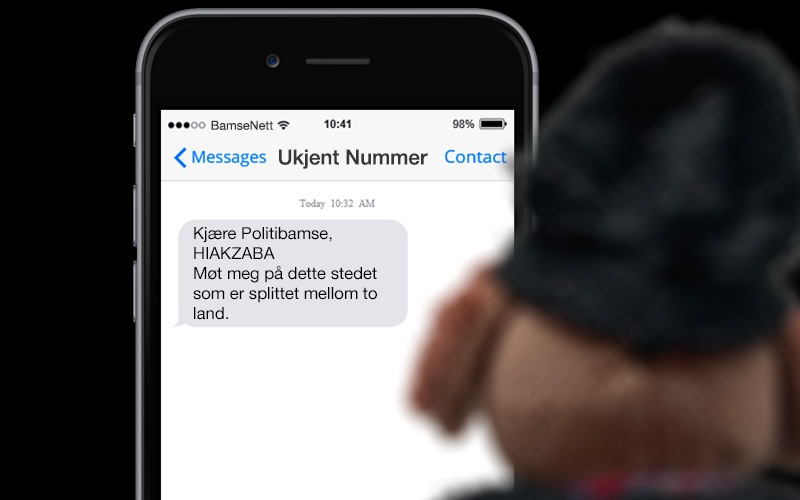 BamseNett 10:41 98%
Messages Ukjent Nummer Contact
Today 10:32 AM
Kjære Politibamse,
HIAKZABA
Møt meg på dette stedet
som er splittet mellom to
land.